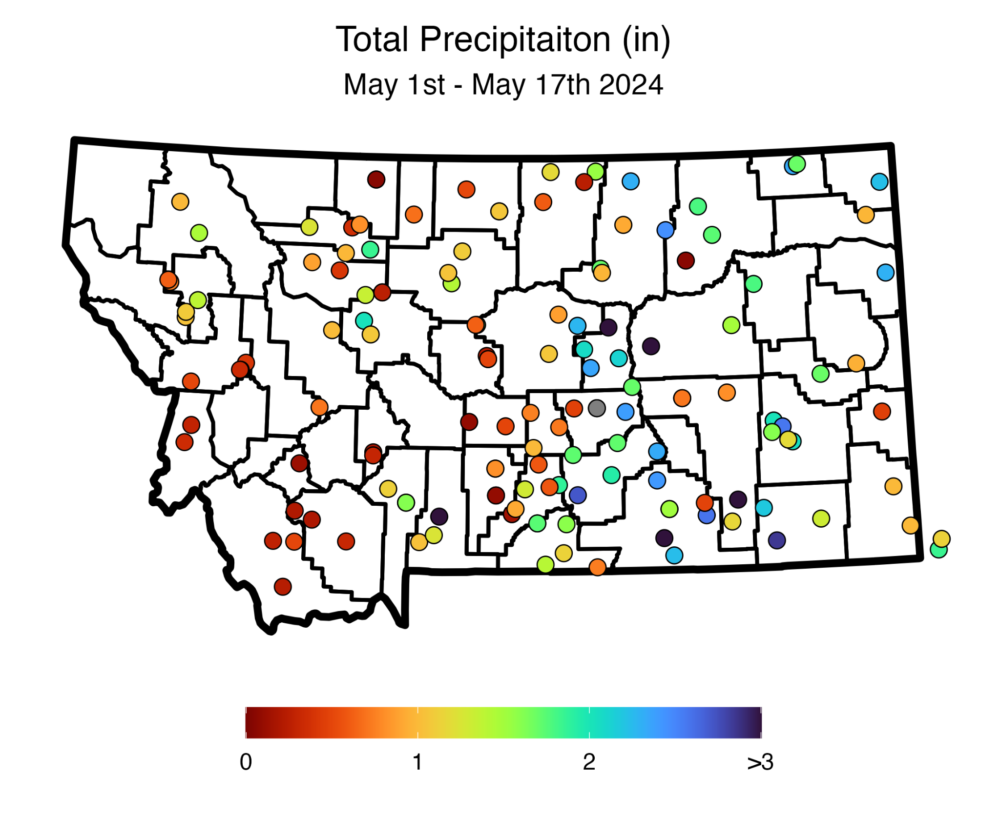 Total Precipitaiton (in)
May 1st - May 17th 2024
0 1 2 >3